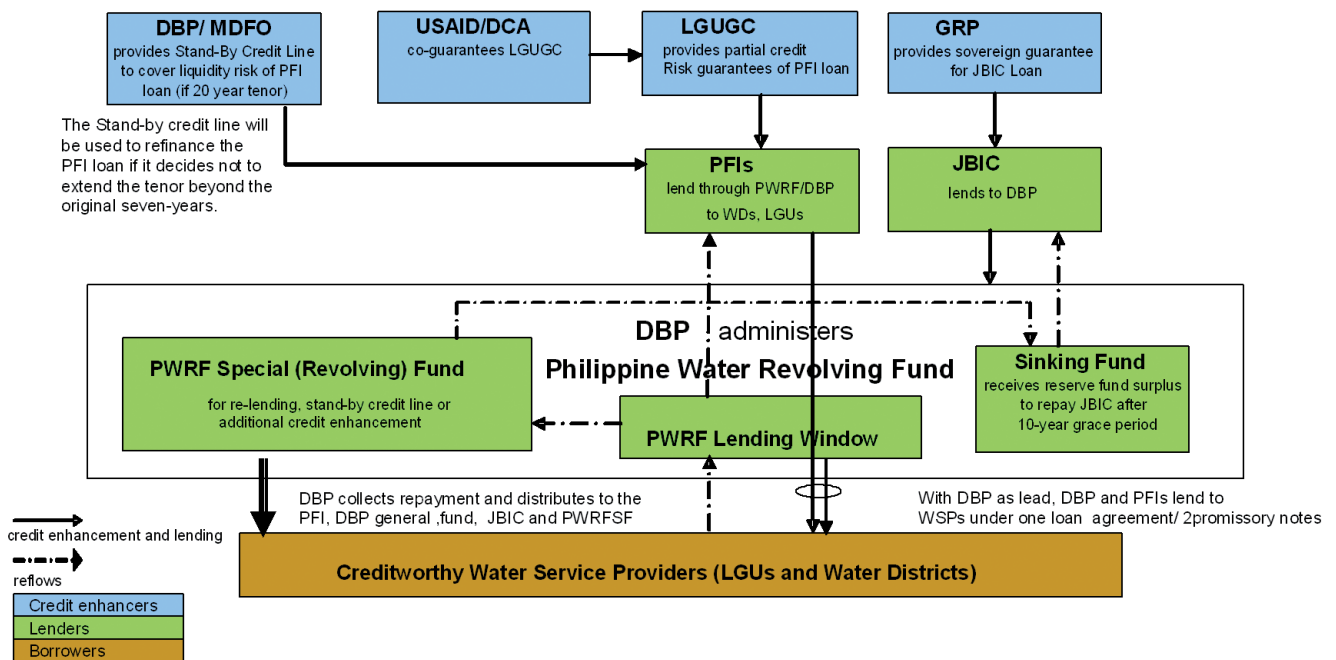 DBP/ MDFO
provides Stand-By Credit Line
to cover liquidity risk of PFI
loan (if 20 year tenor)
USAID/DCA
co-guarantees LGUGC
LGUGC
provides partial credit
Risk guarantees of PFI loan
GRP
provides sovereign guarantee
for JBIC Loan
The Stand-by credit line will
be used to refinance the
PFI loan if it decides not to
extend the tenor beyond the
original seven-years.
PFIs
lend through PWRF/DBP
to WDs, LGUs
JBIC
lends to DBP
DBP administers
Philippine Water Revolving Fund
PWRF Special (Revolving) Fund
for re-lending, stand-by credit line or
additional credit enhancement
PWRF Lending Window
Sinking Fund
receives reserve fund surplus
to repay JBIC after
10-year grace period
DBP collects repayment and distributes to the
PFI, DBP general ,fund, JBIC and PWRFSF
With DBP as lead, DBP and PFIs lend to
WSPs under one loan agreement/ 2promissory notes
credit enhancement and lending
reflows
Creditworthy Water Service Providers (LGUs and Water Districts)
Credit enhancers
Lenders
Borrowers